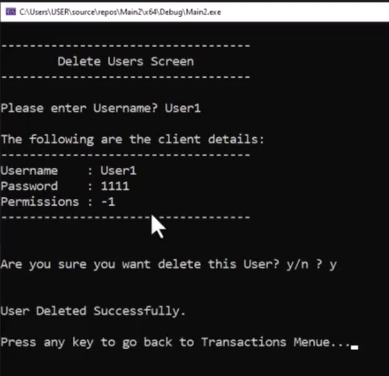 C:\Users\USER\source\repos\Main2\x64\Debug\Main2.exe
-----------------------------------
Delete Users Screen
-----------------------------------
Please enter Username? User1
The following are the client details:
-----------------------------------
Username : User1
Password : 1111
Permissions : -1
-----------------------------------
Are you sure you want delete this User? y/n ? y
User Deleted Successfully.
Press any key to go back to Transactions Menue...